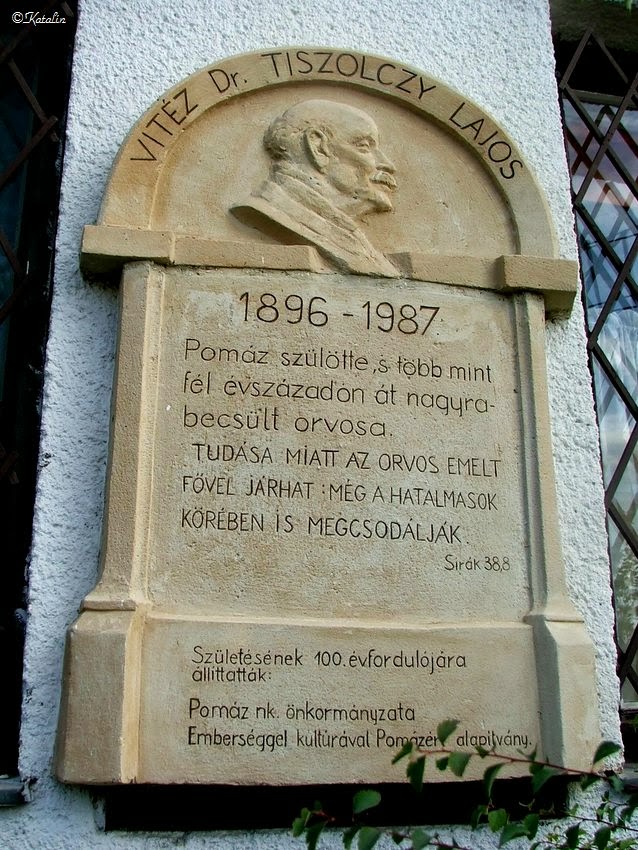 ©Katalin
VITÉZ Dr. TISZOLCZY LAJOS
1896 - 1987
Pomáz szülötte,s több mint
fél évszázadon át nagyra-
becsült orvosa.
TUDÁSA MIATT AZ ORVOS EMELT
FŐVEL JÁRHAT : MÉG A HATALMASOK
KÖRÉBEN IS MEGCSODÁLJÁK.
Sirák 38,8
Születésének 100. évfordulójára
állíttatták:
Pomáz nk. önkormányzata
Emberséggel kultúrával Pomázért alapítvány.